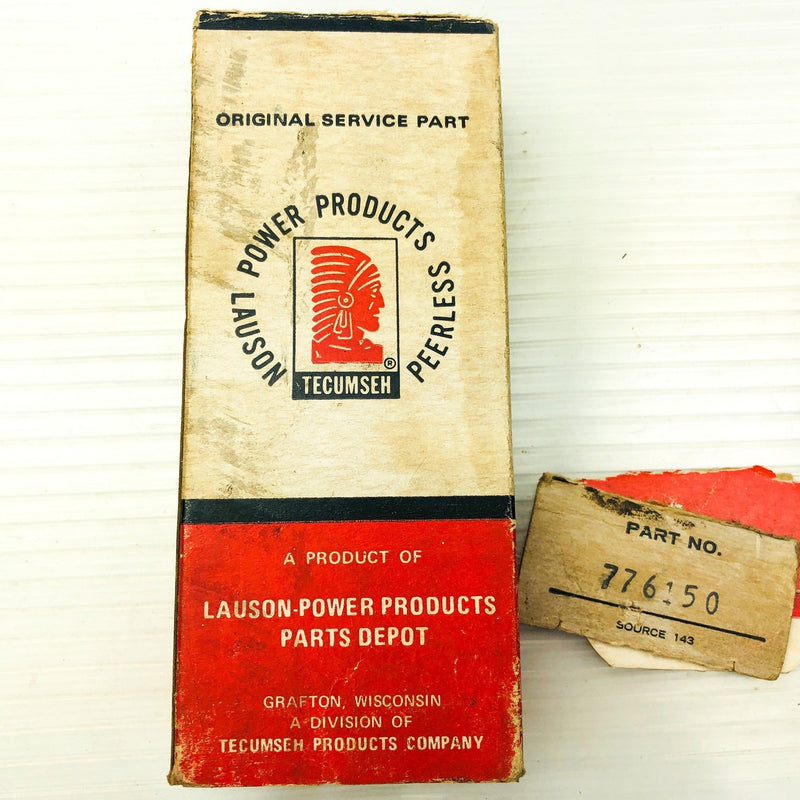 ORIGINAL SERVICE PART
LAUSON POWER PRODUCTS PEERLESS
®
TECUMSEH
A PRODUCT OF
LAUSON-POWER PRODUCTS
PARTS DEPOT
GRAFTON, WISCONSIN
A DIVISION OF
TECUMSEH PRODUCTS COMPANY
PART NO.
776150
SOURCE 143